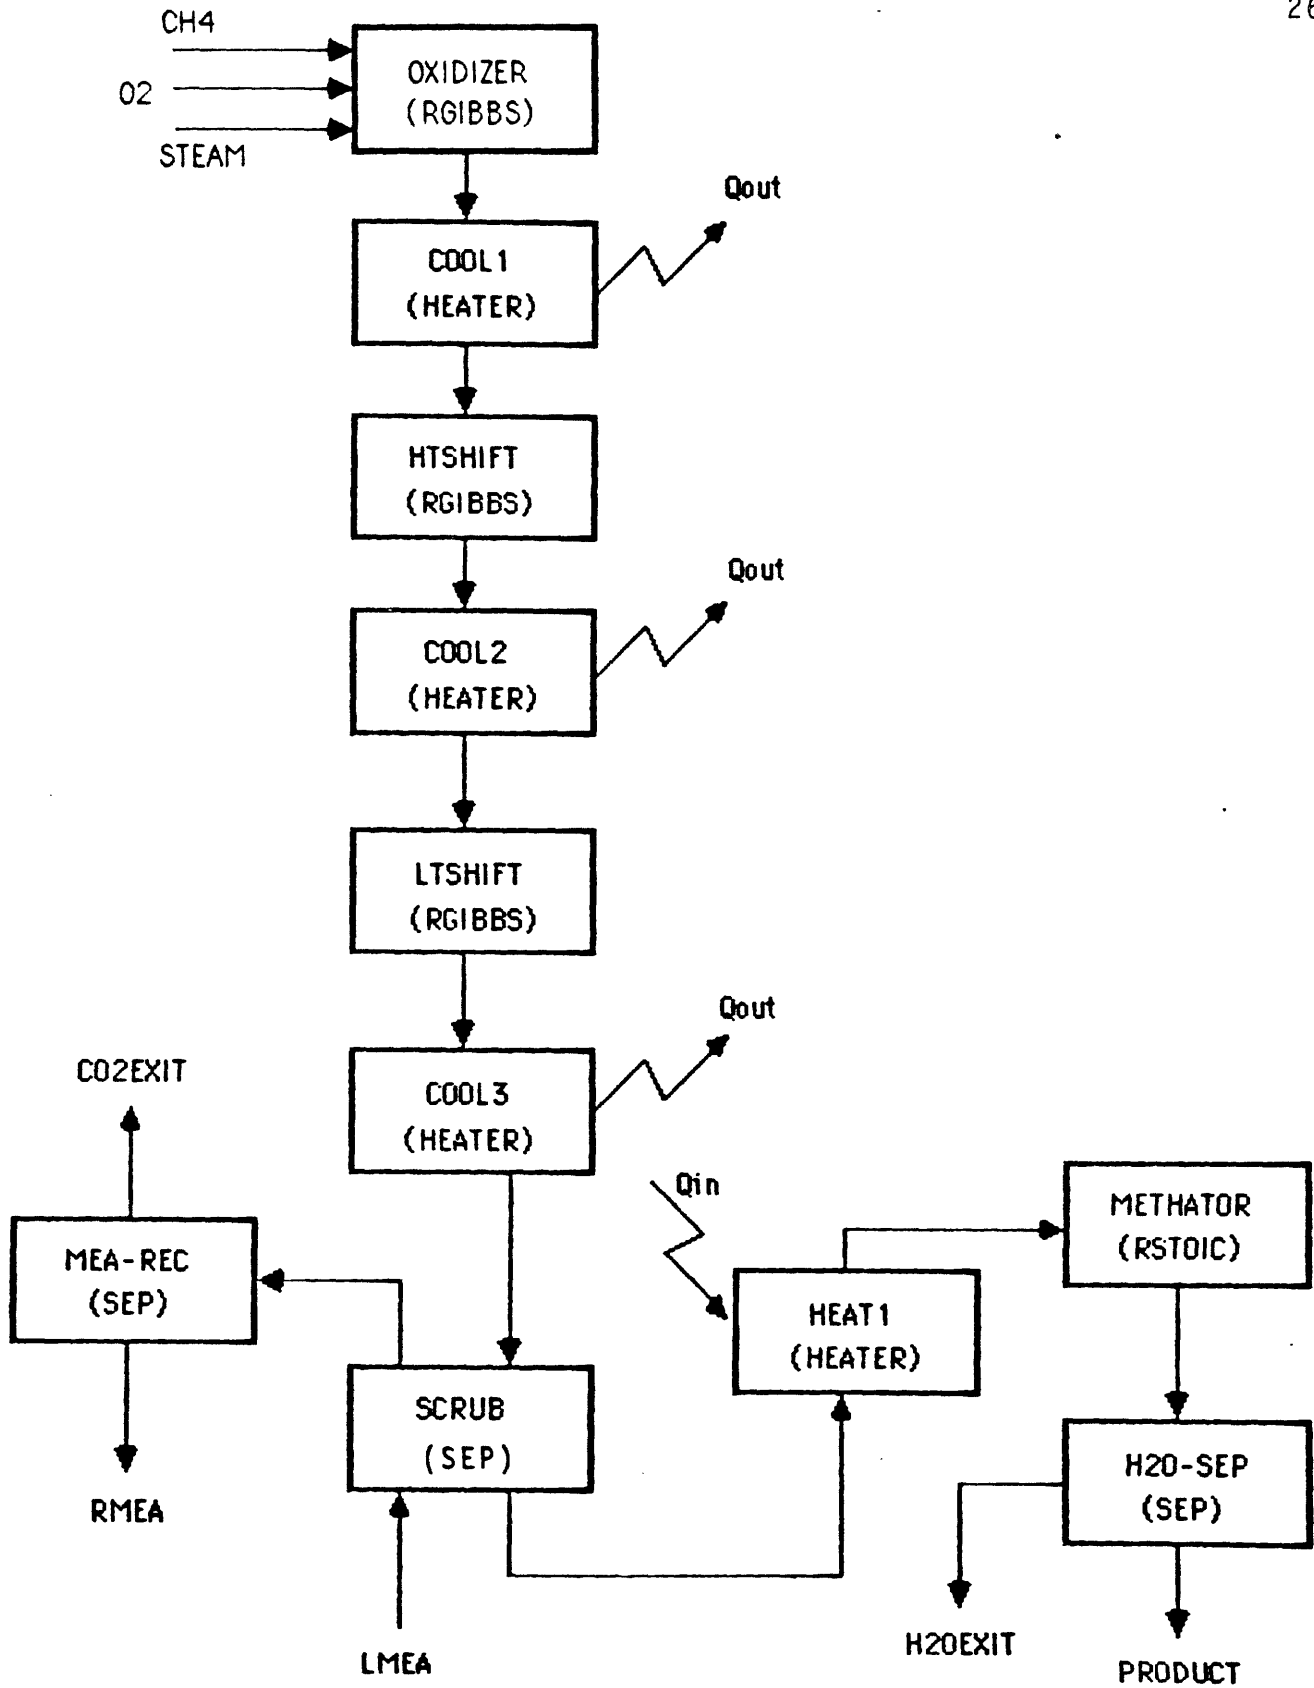 26
CH4
O2
STEAM
OXIDIZER
(RGIBBS)
Qout
COOL1
(HEATER)
HTSHIFT
(RGIBBS)
Qout
COOL2
(HEATER)
LTSHIFT
(RGIBBS)
Qout
COOL3
(HEATER)
CO2EXIT
MEA-REC
(SEP)
RMEA
Qin
METHATOR
(RSTOIC)
HEAT1
(HEATER)
SCRUB
(SEP)
H2O-SEP
(SEP)
LMEA
H2OEXIT
PRODUCT